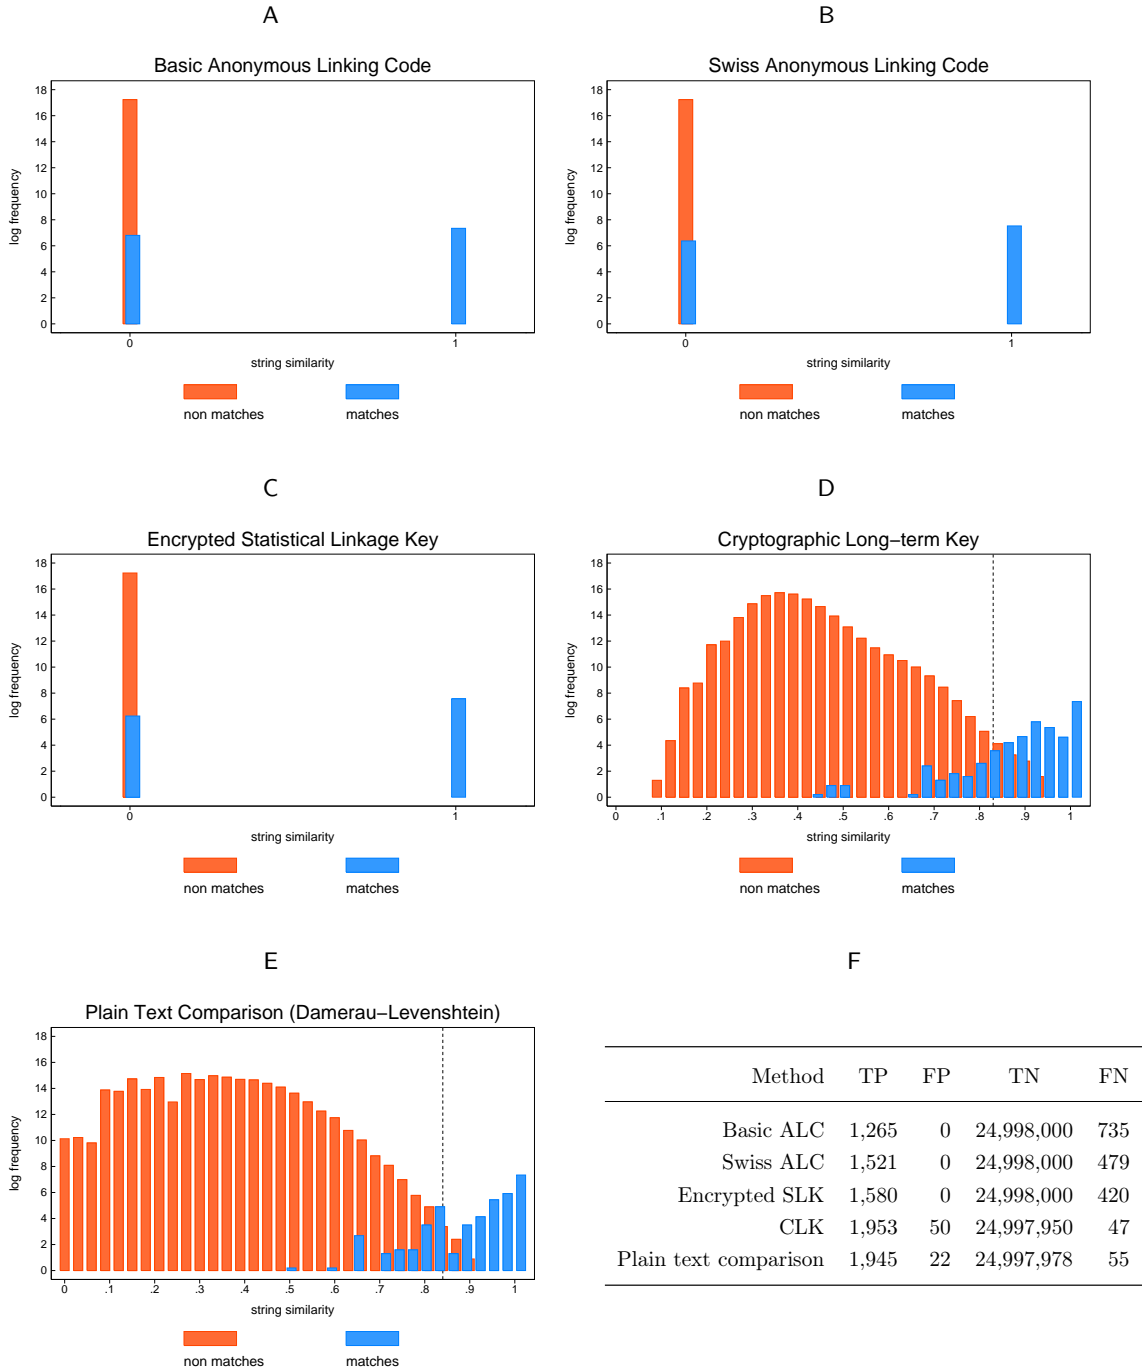 A
Basic Anonymous Linking Code
18
16
14
12
10
8
6
4
2
0
log frequency
0 1
string similarity
non matches matches
B
Swiss Anonymous Linking Code
18
16
14
12
10
8
6
4
2
0
log frequency
0 1
string similarity
non matches matches
C
Encrypted Statistical Linkage Key
18
16
14
12
10
8
6
4
2
0
log frequency
0 1
string similarity
non matches matches
D
Cryptographic Long−term Key
18
16
14
12
10
8
6
4
2
0
log frequency
0 .1 .2 .3 .4 .5 .6 .7 .8 .9 1
string similarity
non matches matches
E
Plain Text Comparison (Damerau−Levenshtein)
18
16
14
12
10
8
6
4
2
0
log frequency
0 .1 .2 .3 .4 .5 .6 .7 .8 .9 1
string similarity
non matches matches
F
Method TP FP TN FN
Basic ALC 1,265 0 24,998,000 735
Swiss ALC 1,521 0 24,998,000 479
Encrypted SLK 1,580 0 24,998,000 420
CLK 1,953 50 24,997,950 47
Plain text comparison 1,945 22 24,997,978 55